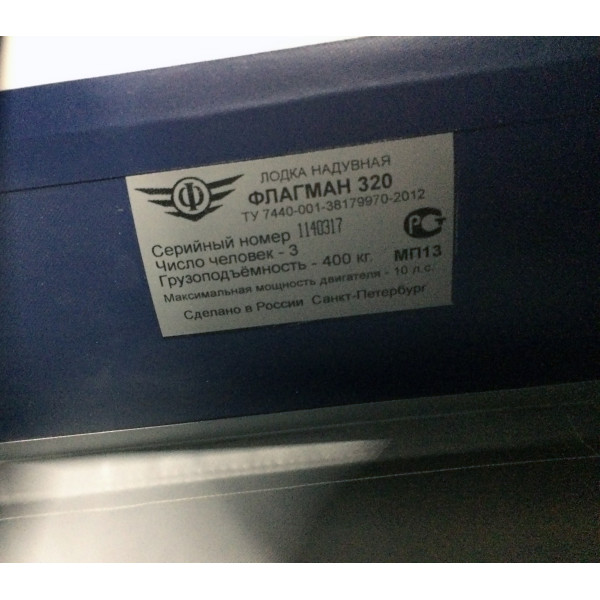 Ф
ЛОДКА НАДУВНАЯ
ФЛАГМАН 320
ТУ 7440-001-38179970-2012
Серийный номер 1140317
Число человек - 3
Грузоподъёмность - 400 кг.
РСТ
МП13
Максимальная мощность двигателя - 10 л.с.
Сделано в России Санкт-Петербург